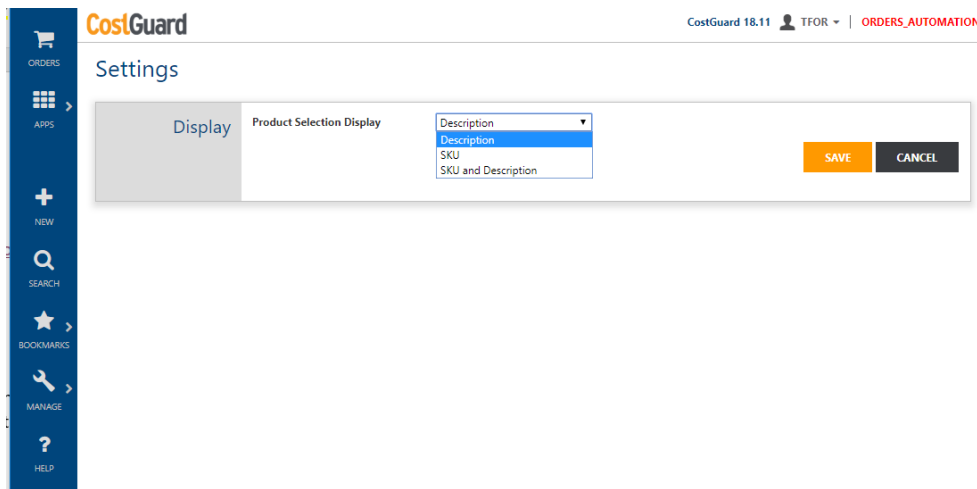 CostGuard
CostGuard 18.11 TFOR ORDERS_AUTOMATION
ORDERS
Settings
APPS
Display
Product Selection Display
Description
Description
SKU
SKU and Description
SAVE
CANCEL
NEW
SEARCH
BOOKMARKS
MANAGE
? 
HELP